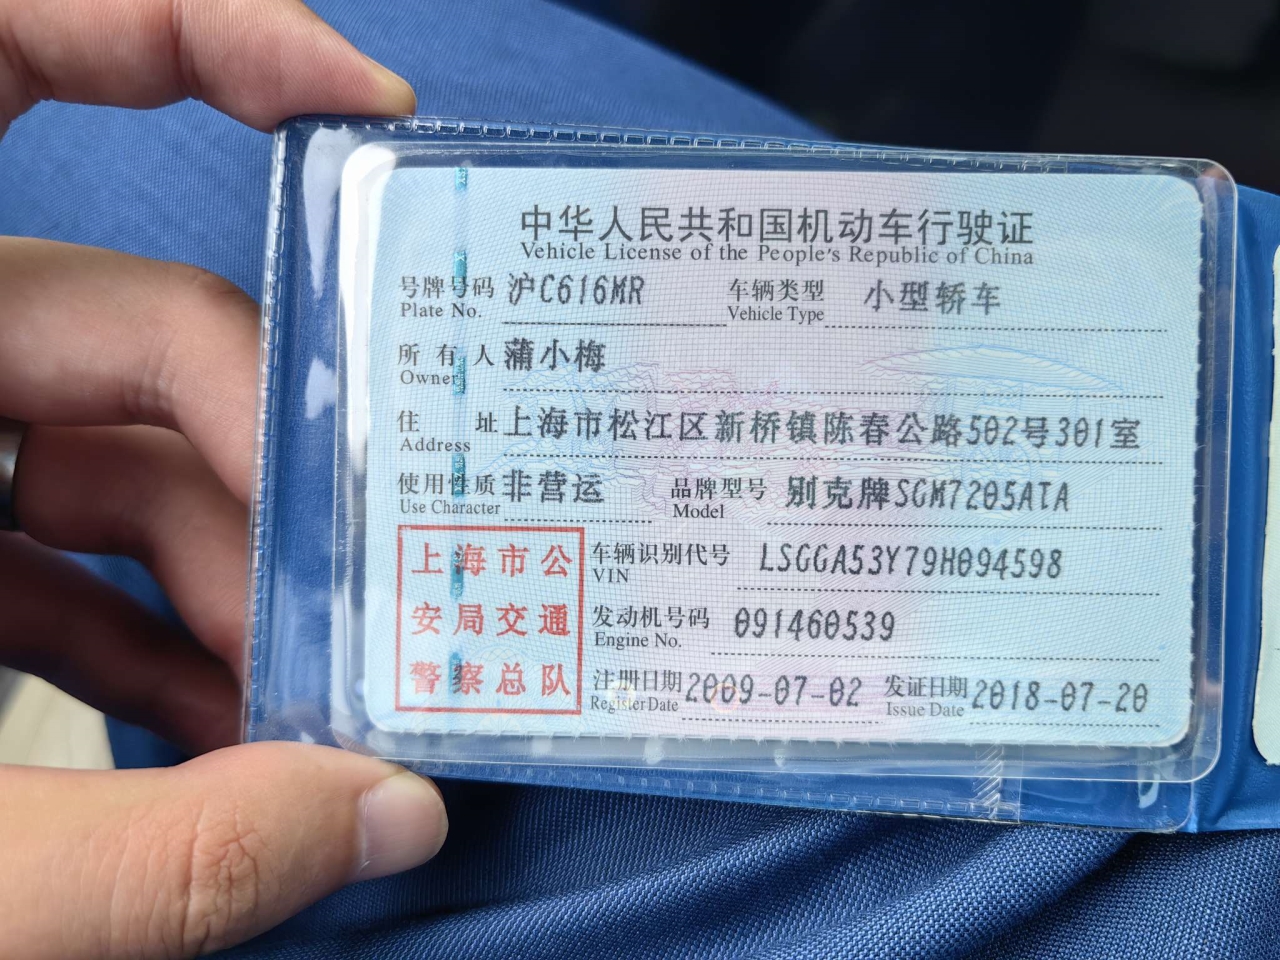 中华人民共和国机动车行驶证
Vehicle License of the People's Republic of China
号牌号码 沪C616MR 车辆类型 小型轿车
Plate No. Vehicle Type
所有人 蒲小梅
Owner
住址 上海市松江区新桥镇陈春公路502号301室
Address
使用性质 非营运 品牌型号 别克牌SGM7205ATA
Use Character Model
上海市公
安局交通
警察总队
车辆识别代号 LSGGA53Y79H094598
VIN
发动机号码 091460539
Engine No.
注册日期 2009-07-02 发证日期 2018-07-20
Register Date Issue Date